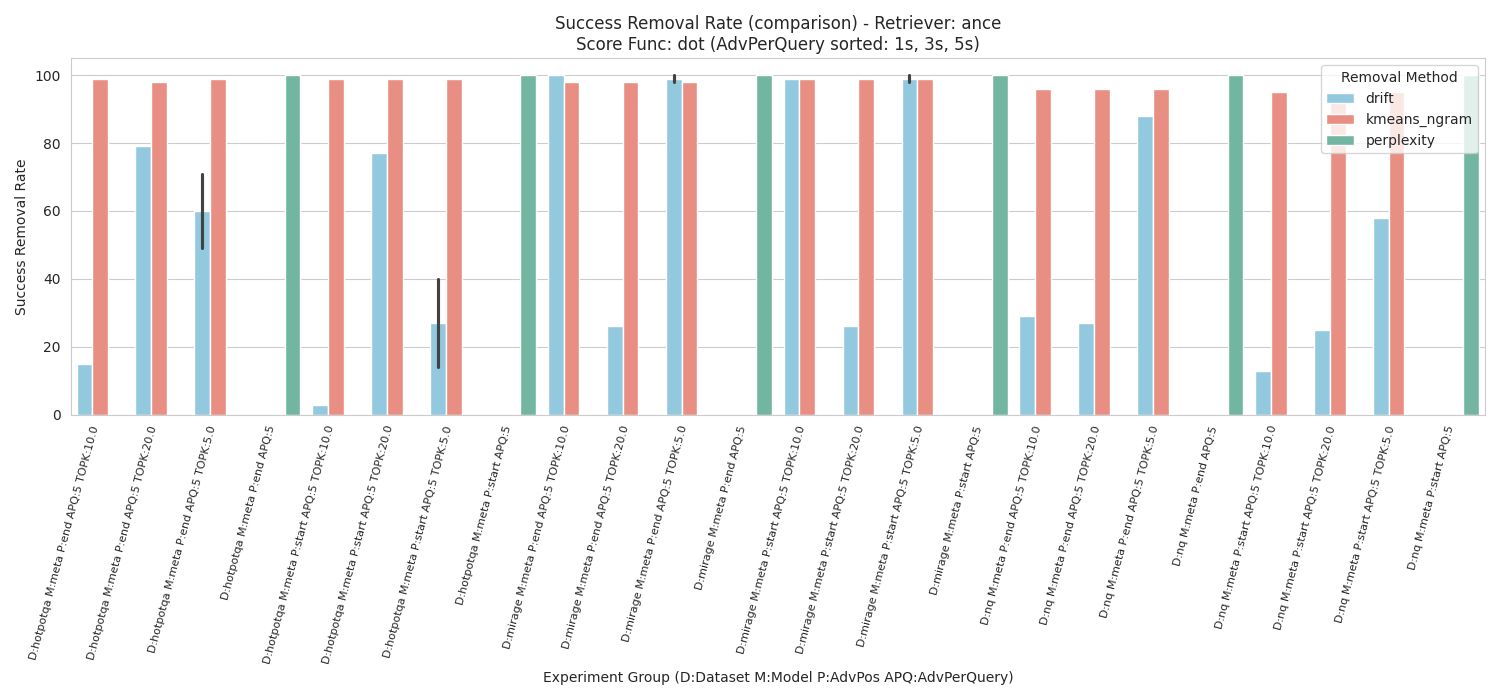 Success Removal Rate (comparison) - Retriever: ance
Score Func: dot (AdvPerQuery sorted: 1s, 3s, 5s)
Removal Method
drift
kmeans_ngram
perplexity
Success Removal Rate
100
80
60
40
20
0
D:hotpotqa M:meta P:end APQ:5 TOPK:10.0
D:hotpotqa M:meta P:end APQ:5 TOPK:20.0
D:hotpotqa M:meta P:end APQ:5 TOPK:5.0
D:hotpotqa M:meta P:end APQ:5
D:hotpotqa M:meta P:start APQ:5 TOPK:10.0
D:hotpotqa M:meta P:start APQ:5 TOPK:20.0
D:hotpotqa M:meta P:start APQ:5 TOPK:5.0
D:hotpotqa M:meta P:start APQ:5
D:mirage M:meta P:end APQ:5 TOPK:10.0
D:mirage M:meta P:end APQ:5 TOPK:20.0
D:mirage M:meta P:end APQ:5 TOPK:5.0
D:mirage M:meta P:end APQ:5
D:mirage M:meta P:start APQ:5 TOPK:10.0
D:mirage M:meta P:start APQ:5 TOPK:20.0
D:mirage M:meta P:start APQ:5 TOPK:5.0
D:mirage M:meta P:start APQ:5
D:nq M:meta P:end APQ:5 TOPK:10.0
D:nq M:meta P:end APQ:5 TOPK:20.0
D:nq M:meta P:end APQ:5 TOPK:5.0
D:nq M:meta P:end APQ:5
D:nq M:meta P:start APQ:5 TOPK:10.0
D:nq M:meta P:start APQ:5 TOPK:20.0
D:nq M:meta P:start APQ:5 TOPK:5.0
D:nq M:meta P:start APQ:5
Experiment Group (D:Dataset M:Model P:AdvPos APQ:AdvPerQuery)